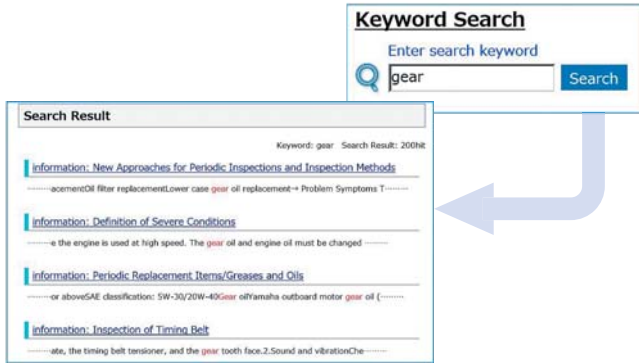 Keyword Search
Enter search keyword
gear
Search
Search Result
Keyword: gear Search Result: 200hit
information: New Approaches for Periodic Inspections and Inspection Methods
··········acementOil filter replacementLower case gear oil replacement→ Problem Symptoms T··········
information: Definition of Severe Conditions
··········e the engine is used at high speed. The gear oil and engine oil must be changed ··········
information: Periodic Replacement Items/Greases and Oils
··········or aboveSAE classification: 5W-30/20W-40Gear oilYamaha outboard motor gear oil (··········
information: Inspection of Timing Belt
··········ate, the timing belt tensioner, and the gear tooth face.2.Sound and vibrationChe··········